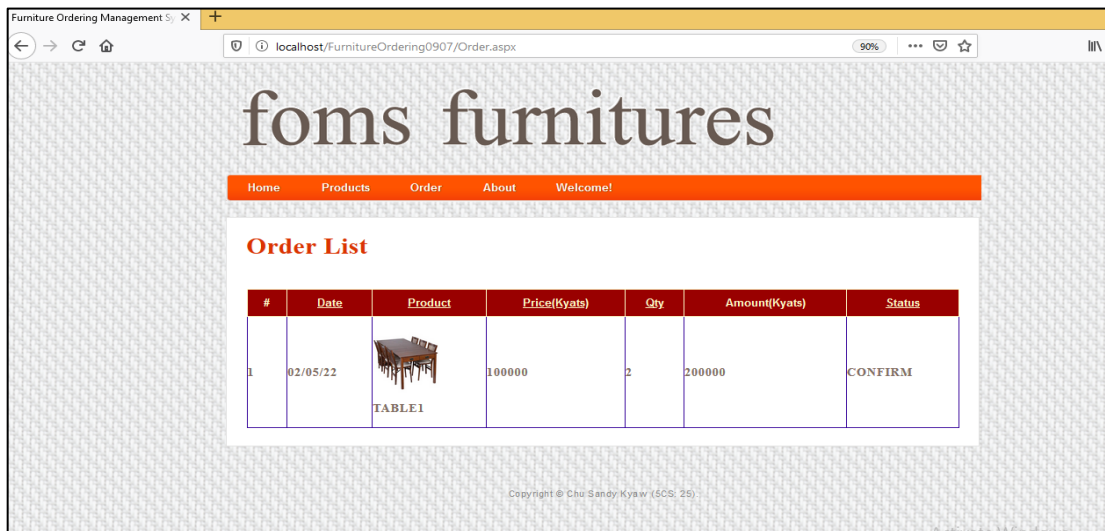 Furniture Ordering Management Sy
localhost/FurnitureOrdering0907/Order.aspx 90%
foms furnitures
Home Products Order About Welcome!
Order List
# Date Product Price(Kyats) Qty Amount(Kyats) Status
1 02/05/22 100000 2 200000 CONFIRM
TABLE1
Copyright © Chu Sandy Kyaw (5CS: 25).